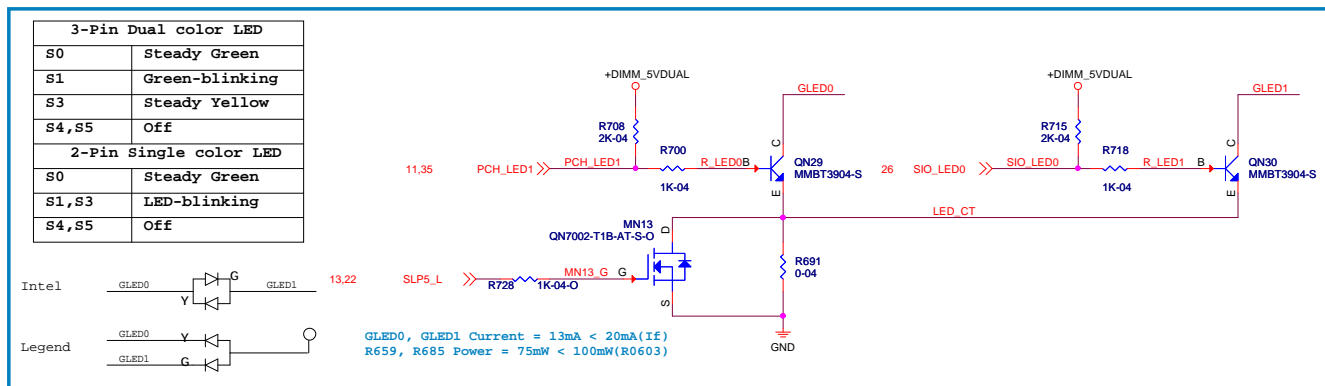 3-Pin Dual color LED
S0 Steady Green
S1 Green-blinking
S3 Steady Yellow
S4,S5 Off
2-Pin Single color LED
S0 Steady Green
S1,S3 LED-blinking
S4,S5 Off
+DIMM_5VDUAL
GLED0
R708
2K-04
R700
11,35
PCH_LED1
PCH_LED1
R_LED0
B
C
QN29
MMBT3904-S
1K-04
E
+DIMM_5VDUAL
GLED1
R715
2K-04
R718
26
SIO_LED0
SIO_LED0
R_LED1
B
C
QN30
MMBT3904-S
1K-04
E
LED_CT
MN13
QN7002-T1B-AT-S-O
D
R691
0-04
13,22
SLP5_L
MN13_G
G
R728
1K-04-O
S
GND
Intel
GLED0
G
Y
GLED1
Legend
GLED0
Y
GLED1
G
GLED0, GLED1 Current = 13mA < 20mA(If)
R659, R685 Power = 75mW < 100mW(R0603)